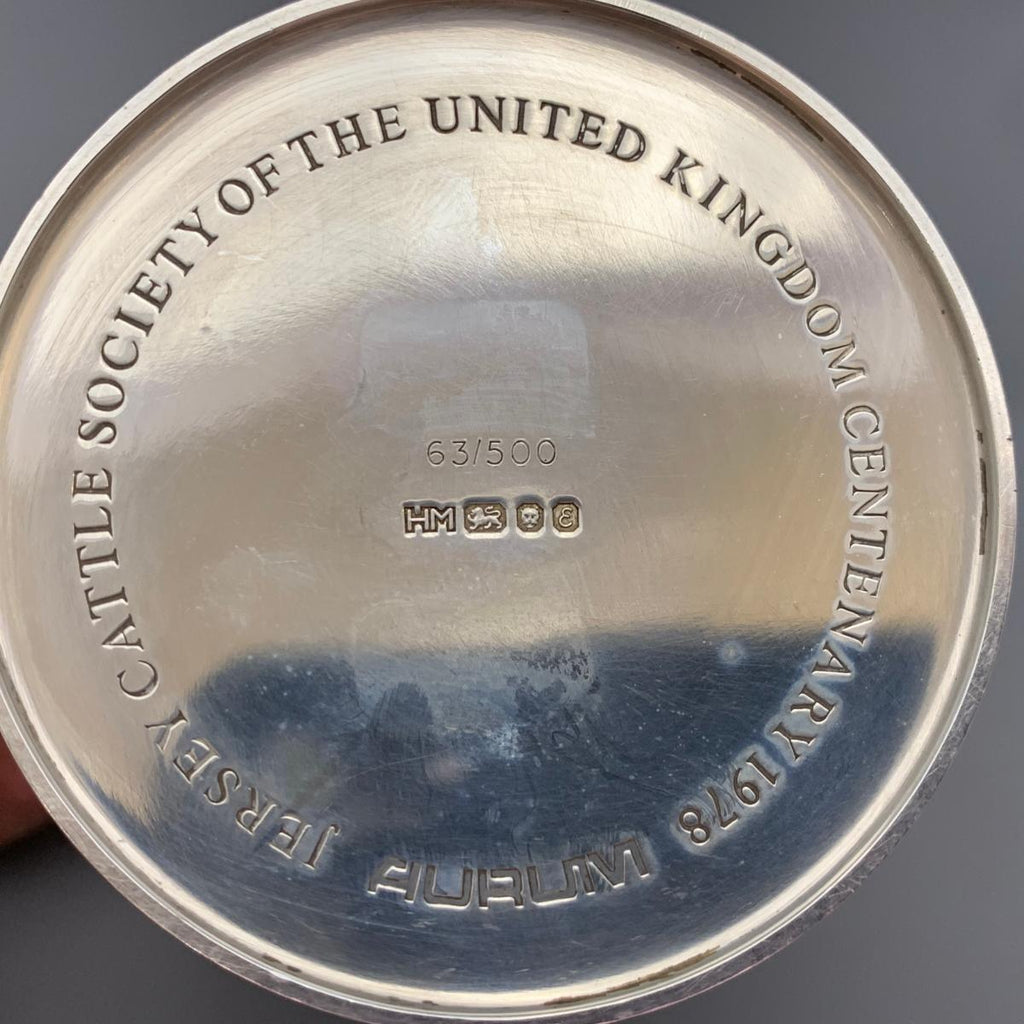 JERSEY CATTLE SOCIETY OF THE UNITED KINGDOM CENTENARY 1978
63/500
HM
AURUM